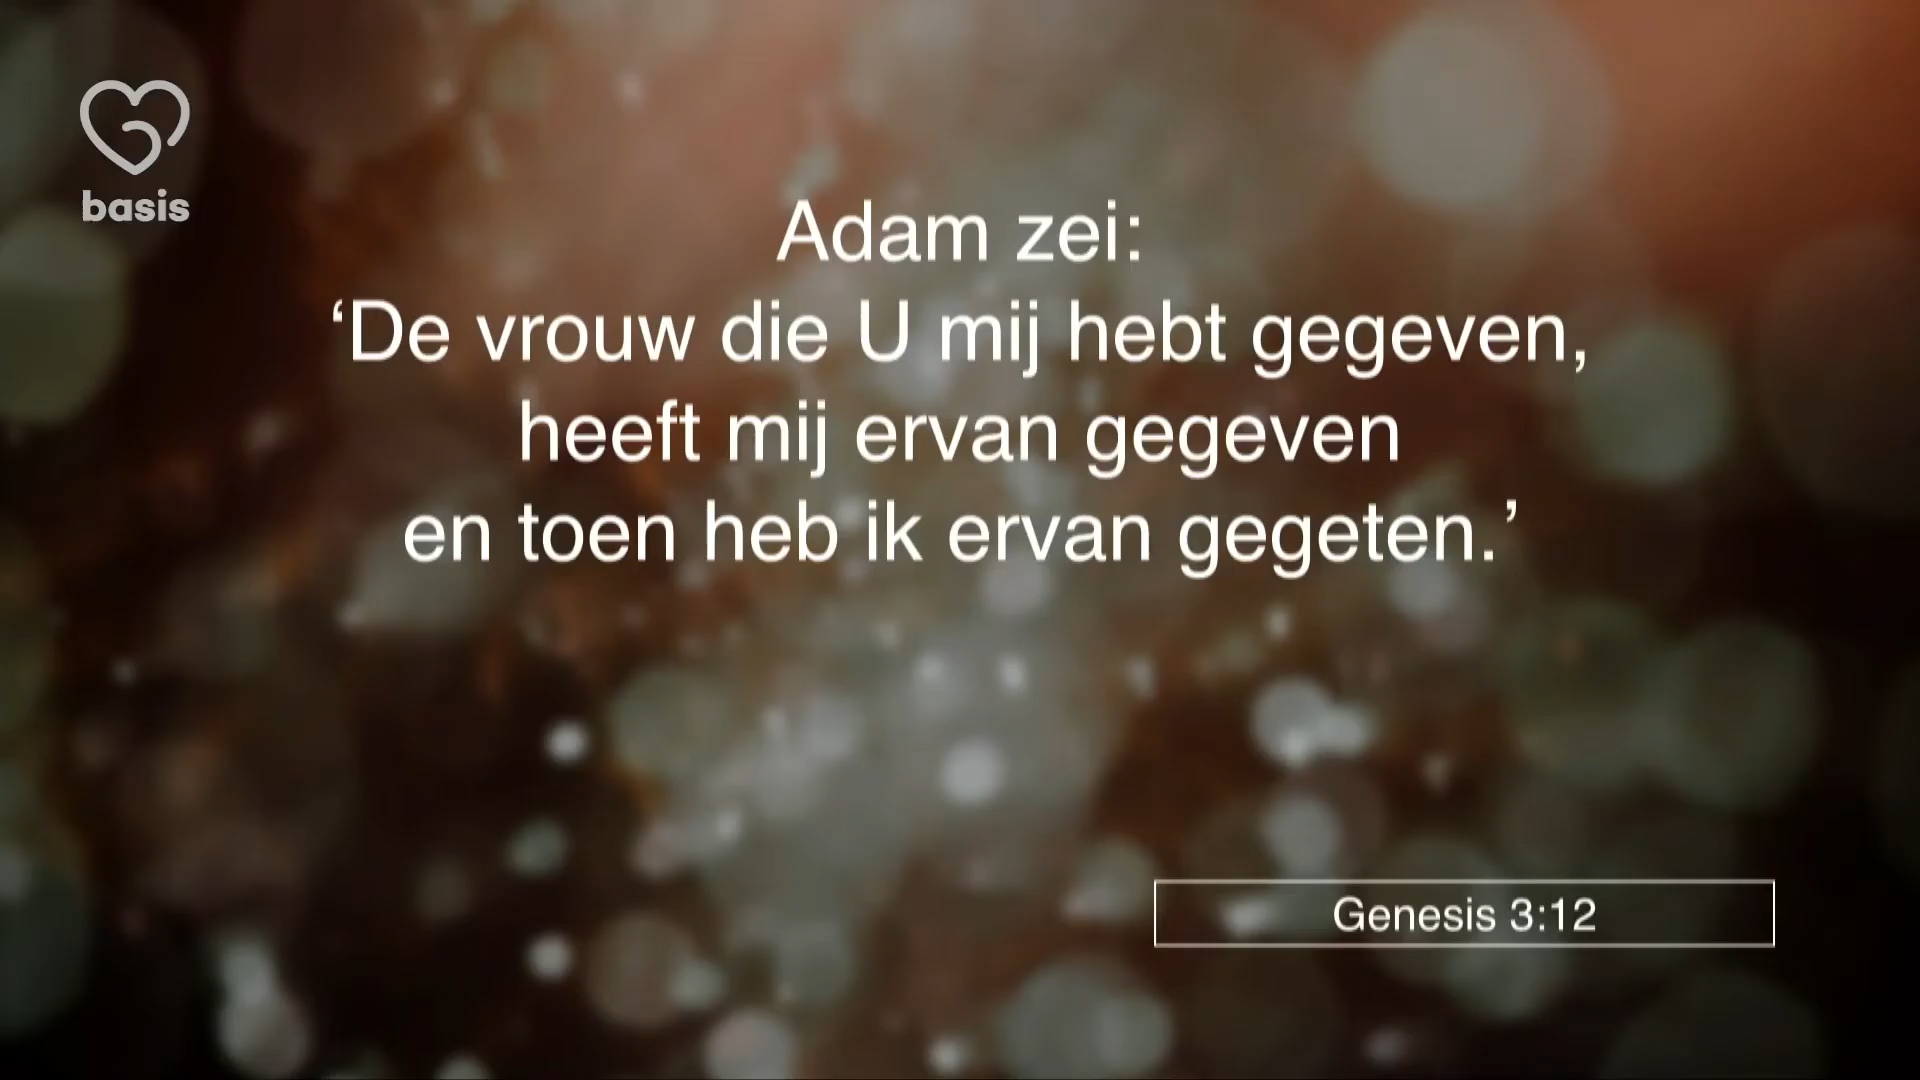 basis
Adam zei:
‘De vrouw die U mij hebt gegeven,
heeft mij ervan gegeven
en toen heb ik ervan gegeten.’
Genesis 3:12